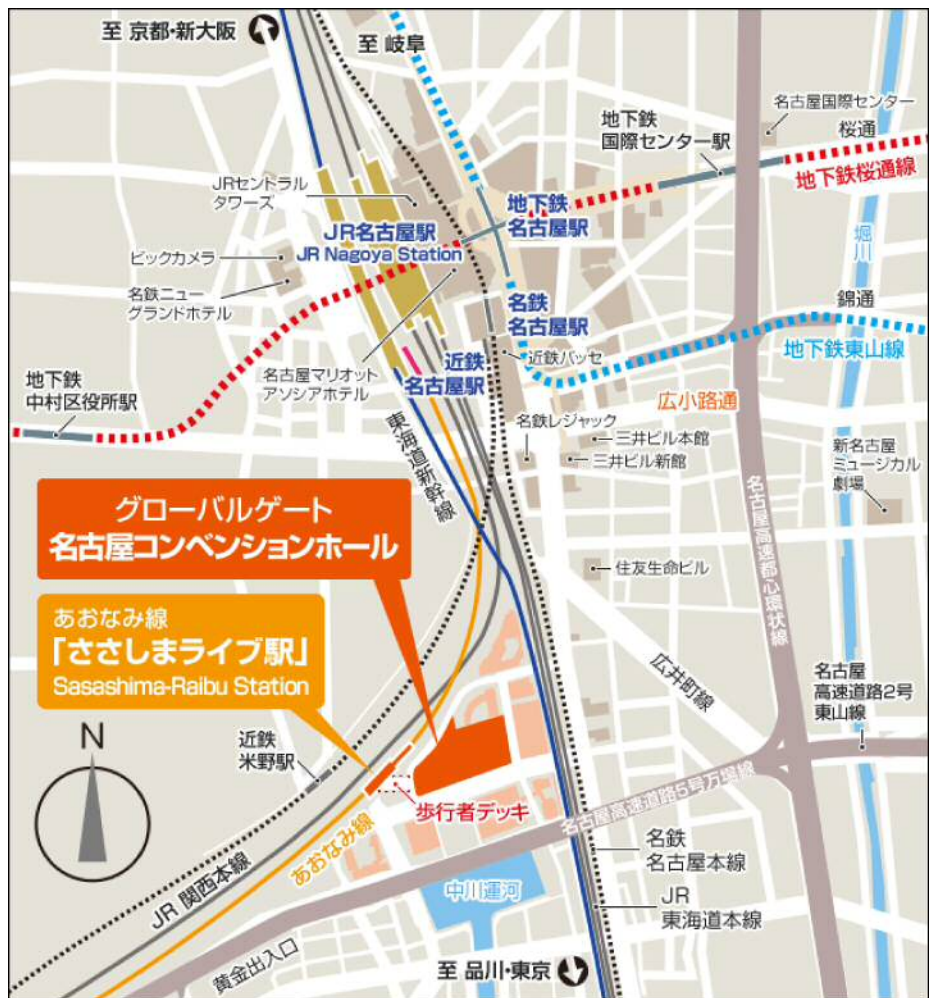 至 京都・新大阪
至 岐阜
名古屋国際センター
桜通
地下鉄
国際センター駅
地下鉄桜通線
JRセントラル
タワーズ
地下鉄
名古屋駅
JR名古屋駅
JR Nagoya Station
堀川
ビックカメラ
名鉄ニュー
グランドホテル
名鉄
名古屋駅
錦通
近鉄パッセ
地下鉄東山線
近鉄
名古屋駅
名古屋マリオット
アソシアホテル
地下鉄
中村区役所駅
広小路通
東海道新幹線
名鉄レジャック
三井ビル本館
三井ビル新館
新名古屋
ミュージカル
劇場
グローバルゲート
名古屋コンベンションホール
名古屋高速都心環状線
住友生命ビル
あおなみ線
「ささしまライブ駅」
Sasashima-Raibu Station
広井町線
名古屋
高速道路2号
東山線
N
近鉄
米野駅
歩行者デッキ
名古屋高速道路5号万場線
あおなみ線
名鉄
名古屋本線
JR 関西本線
中川運河
JR
東海道本線
黄金出入口
至 品川・東京